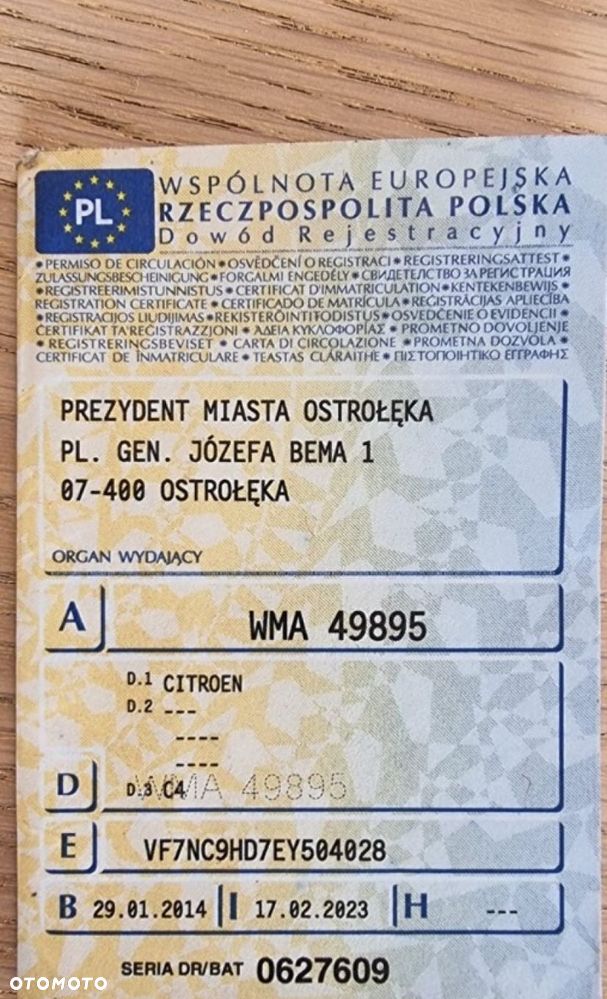 PL
WSPÓLNOTA EUROPEJSKA
RZECZPOSPOLITA POLSKA
Dowód Rejestracyjny
• PERMISO DE CIRCULACIÓN • OSVĚDČENÍ O REGISTRACI • REGISTRERINGSATTEST •
ZULASSUNGSBESCHEINIGUNG • FORGALMI ENGEDÉLY • СВИДЕТЕЛСТВО ЗА РЕГИСТРАЦИЯ
• REGISTREERIMISTUNNISTUS • CERTIFICAT D'IMMATRICULATION • KENTEKENBEWIJS •
REGISTRATION CERTIFICATE • CERTIFICADO DE MATRÍCULA • REĢISTRĀCIJAS APLIECĪBA
• REGISTRACIJOS LIUDIJIMAS • REKISTERÖINTITODISTUS • OSVEDČENIE O EVIDENCII •
ĊERTIFIKAT TA'REĠISTRAZZJONI • ΑΔΕΙΑ ΚΥΚΛΟΦΟΡΙΑΣ • PROMETNO DOVOLJENJE
• REGISTRERINGSBEVISET • CARTA DI CIRCOLAZIONE • PROMETNA DOZVOLA •
CERTIFICAT DE ÎNMATRICULARE • TEASTAS CLÁRAITHE • ΠΙΣΤΟΠΟΙΗΤΙΚΟ ΕΓΓΡΑΦΗΣ
PREZYDENT MIASTA OSTROŁĘKA
PL. GEN. JÓZEFA BEMA 1
07-400 OSTROŁĘKA
ORGAN WYDAJĄCY
A WMA 49895
D.1 CITROEN
D.2 ---
----
----
D D.3 C4 WMA 49895
E VF7NC9HD7EY504028
B 29.01.2014 I 17.02.2023 H ---
SERIA DR/BAT 0627609
OTOMOTO